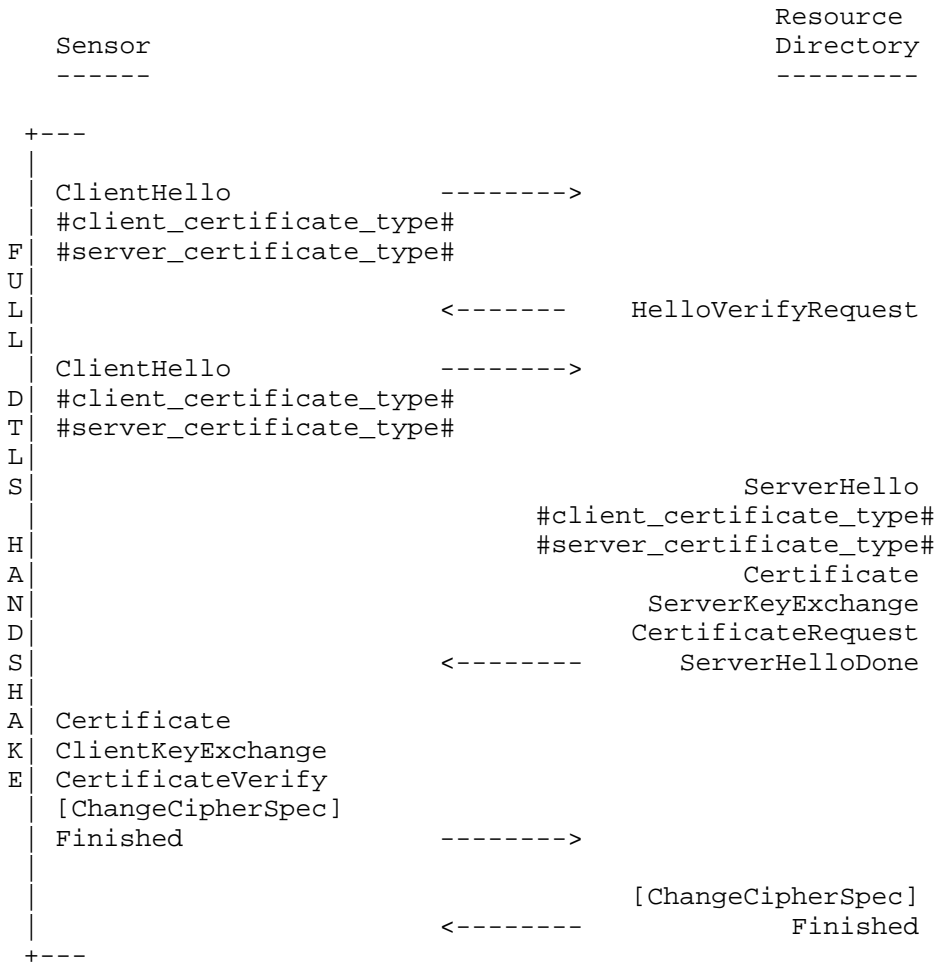 Resource
   Sensor                                       Directory
   ------                                       ---------

 +---
 |
 | ClientHello             -------->
 | #client_certificate_type#
F| #server_certificate_type#
U|
L|                         <-------    HelloVerifyRequest
L|
 | ClientHello             -------->
D| #client_certificate_type#
T| #server_certificate_type#
L|
S|                                            ServerHello
 |                               #client_certificate_type#
H|                               #server_certificate_type#
A|                                            Certificate
N|                                      ServerKeyExchange
D|                                     CertificateRequest
S|                         <--------      ServerHelloDone
H|
A| Certificate
K| ClientKeyExchange
E| CertificateVerify
 | [ChangeCipherSpec]
 | Finished                -------->
 |
 |                                     [ChangeCipherSpec]
 |                         <--------             Finished
 +---